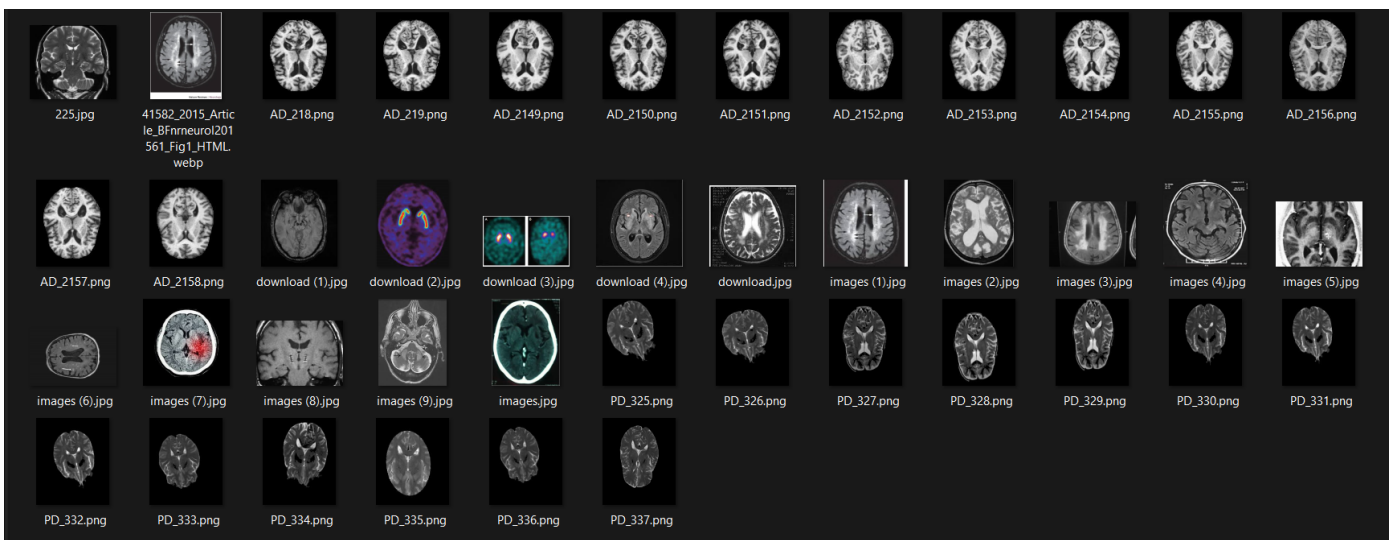 225.jpg
41582_2015_Artic
le_BFnrneurol201
561_Fig1_HTML.
webp
AD_218.png
AD_219.png
AD_2149.png
AD_2150.png
AD_2151.png
AD_2152.png
AD_2153.png
AD_2154.png
AD_2155.png
AD_2156.png
AD_2157.png
AD_2158.png
download (1).jpg
download (2).jpg
download (3).jpg
download (4).jpg
download.jpg
images (1).jpg
images (2).jpg
images (3).jpg
images (4).jpg
images (5).jpg
images (6).jpg
images (7).jpg
images (8).jpg
images (9).jpg
images.jpg
PD_325.png
PD_326.png
PD_327.png
PD_328.png
PD_329.png
PD_330.png
PD_331.png
PD_332.png
PD_333.png
PD_334.png
PD_335.png
PD_336.png
PD_337.png